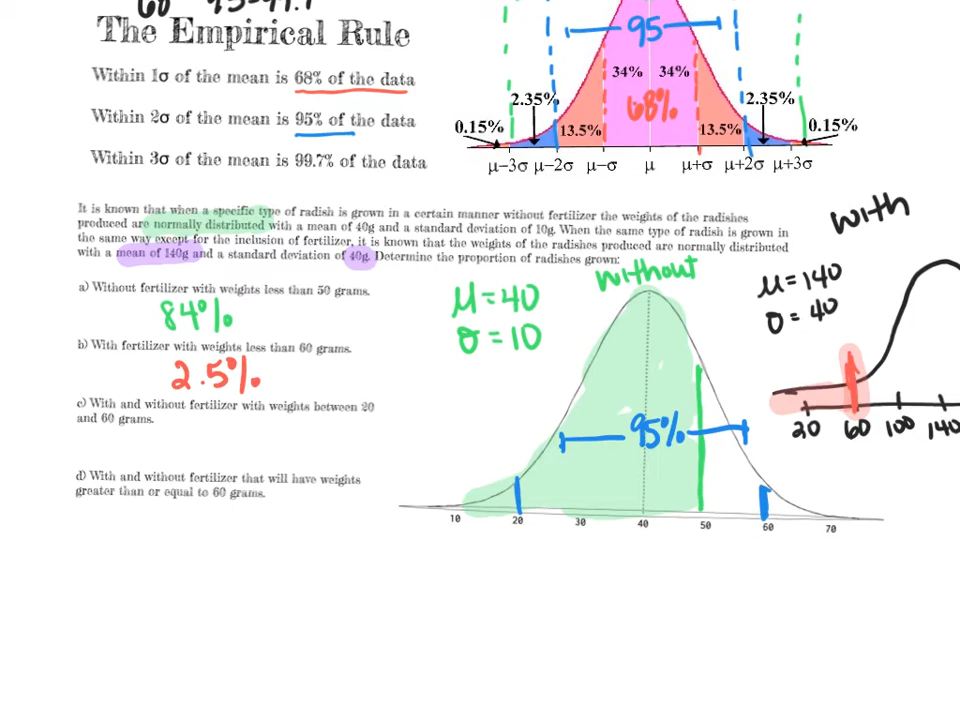 The Empirical Rule
Within 1σ of the mean is 68% of the data
Within 2σ of the mean is 95% of the data
Within 3σ of the mean is 99.7% of the data
95
34% 34%
68%
2.35% 2.35%
0.15% 13.5% 13.5% 0.15%
μ−3σ μ−2σ μ−σ μ μ+σ μ+2σ μ+3σ
It is known that when a specific type of radish is grown in a certain manner without fertilizer the weights of the radishes
produced are normally distributed with a mean of 40g and a standard deviation of 10g. When the same type of radish is grown in
the same way except for the inclusion of fertilizer, it is known that the weights of the radishes produced are normally distributed
with a mean of 140g and a standard deviation of 40g. Determine the proportion of radishes grown:
a) Without fertilizer with weights less than 50 grams.
84%
b) With fertilizer with weights less than 60 grams.
2.5%
c) With and without fertilizer with weights between 20
and 60 grams.
d) With and without fertilizer that will have weights
greater than or equal to 60 grams.
without
μ=40
σ=10
95%
10 20 30 40 50 60 70
with
μ=140
σ=40
20 60 100 140